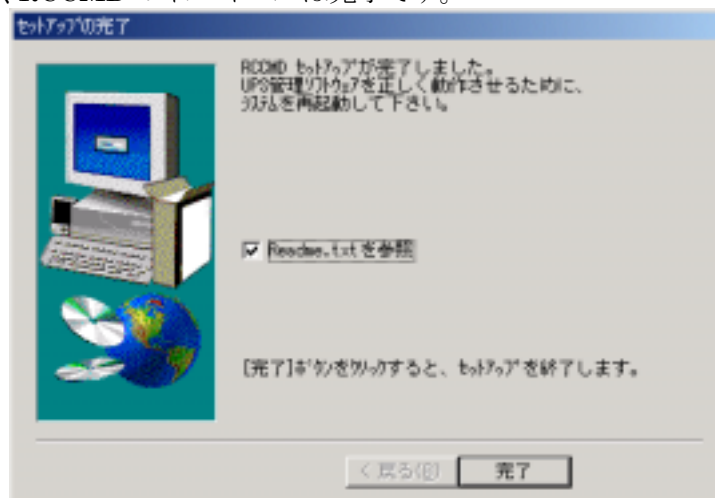 セットアップの完了
RCCMD セットアップが完了しました。
UPS管理ソフトウェアを正しく動作させるために、
システムを再起動して下さい。
Readme.txt を参照
[完了]ボタンをクリックすると、セットアップを終了します。
< 戻る(B)
完了